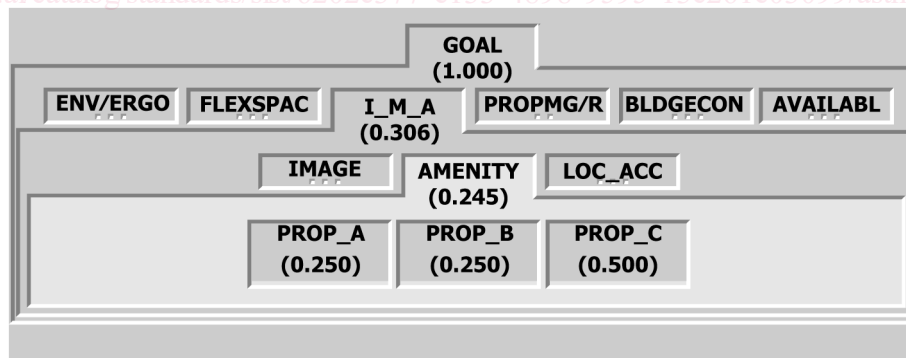 GOAL
(1.000)
ENV/ERGO FLEXSPAC I_M_A PROPMG/R BLDGECON AVAILABL
(0.306)
IMAGE AMENITY LOC_ACC
(0.245)
PROP_A PROP_B PROP_C
(0.250) (0.250) (0.500)